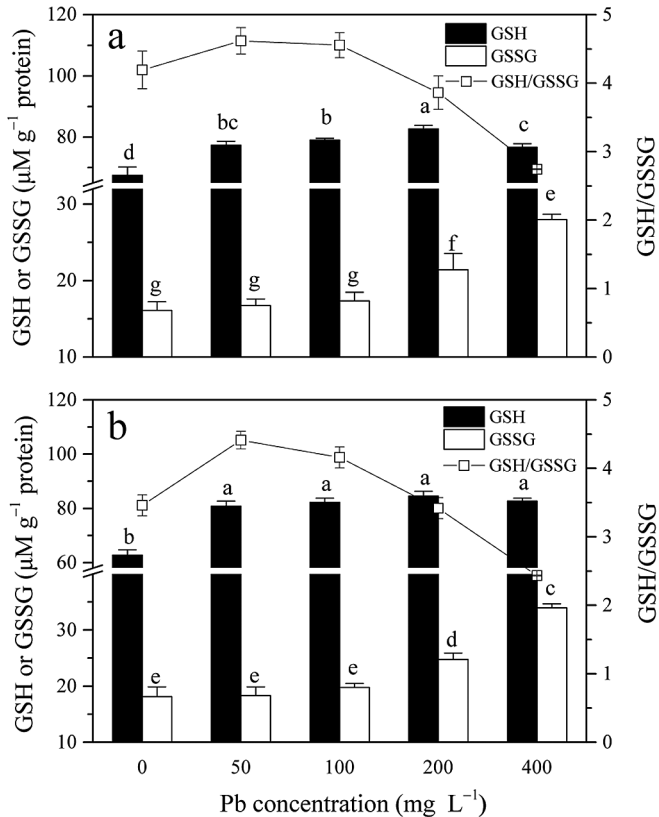 a
GSH
GSSG
GSH/GSSG
120
100
80
30
20
10
5
4
3
2
1
0
d
bc
b
a
c
g
g
g
f
e
GSH or GSSG (μM g⁻¹ protein)
GSH/GSSG
b
GSH
GSSG
GSH/GSSG
120
100
80
60
30
20
10
5
4
3
2
1
0
b
a
a
a
a
e
e
e
d
c
GSH or GSSG (μM g⁻¹ protein)
GSH/GSSG
0 50 100 200 400
Pb concentration (mg L⁻¹)